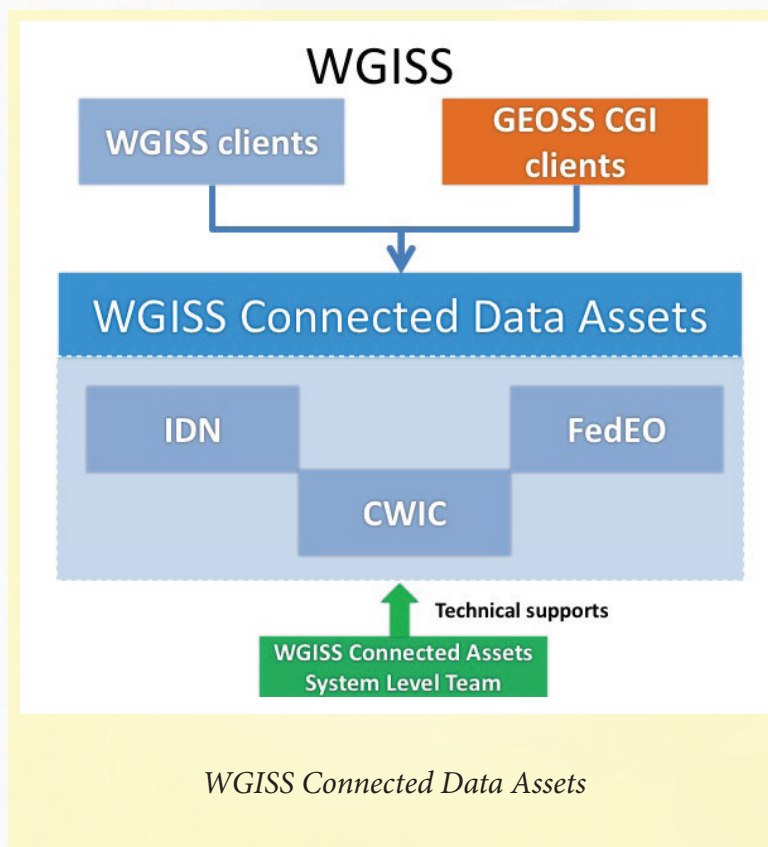 WGISS
WGISS clients
GEOSS CGI
clients
WGISS Connected Data Assets
IDN
FedEO
CWIC
Technical supports
WGISS Connected Assets
System Level Team
WGISS Connected Data Assets